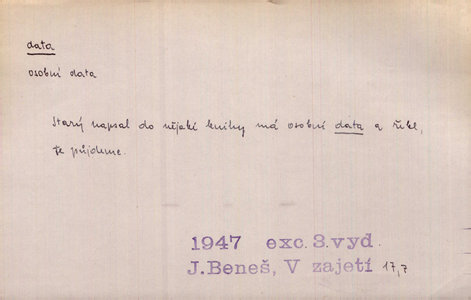 data
osobní data
Starý napsal do nějaké knihy má osobní data a řekl,
že půjdeme.
1947 exc. 3. vyd.
J. Beneš, V zajetí 17,7